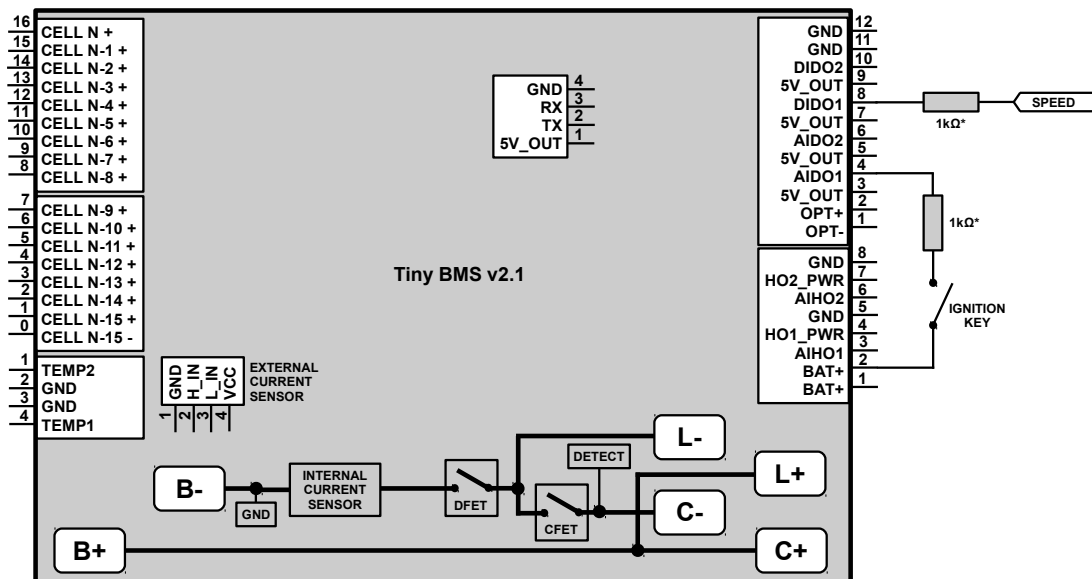 16
CELL N +
15
CELL N-1 +
14
CELL N-2 +
13
CELL N-3 +
12
CELL N-4 +
11
CELL N-5 +
10
CELL N-6 +
9
CELL N-7 +
8
CELL N-8 +
7
CELL N-9 +
6
CELL N-10 +
5
CELL N-11 +
4
CELL N-12 +
3
CELL N-13 +
2
CELL N-14 +
1
CELL N-15 +
0
CELL N-15 -
1
TEMP2
2
GND
3
GND
4
TEMP1
GND
H_IN
L_IN
VCC
1
2
3
4
EXTERNAL
CURRENT
SENSOR
GND 4
RX 3
TX 2
5V_OUT 1
Tiny BMS v2.1
GND 12
GND 11
DIDO2 10
5V_OUT 9
DIDO1 8
5V_OUT 7
AIDO2 6
5V_OUT 5
AIDO1 4
5V_OUT 3
OPT+ 2
OPT- 1
GND 8
HO2_PWR 7
AIHO2 6
GND 5
HO1_PWR 4
AIHO1 3
BAT+ 2
BAT+ 1
1kΩ*
SPEED
1kΩ*
IGNITION
KEY
B-
GND
INTERNAL
CURRENT
SENSOR
DFET
CFET
DETECT
L-
L+
C-
B+
C+